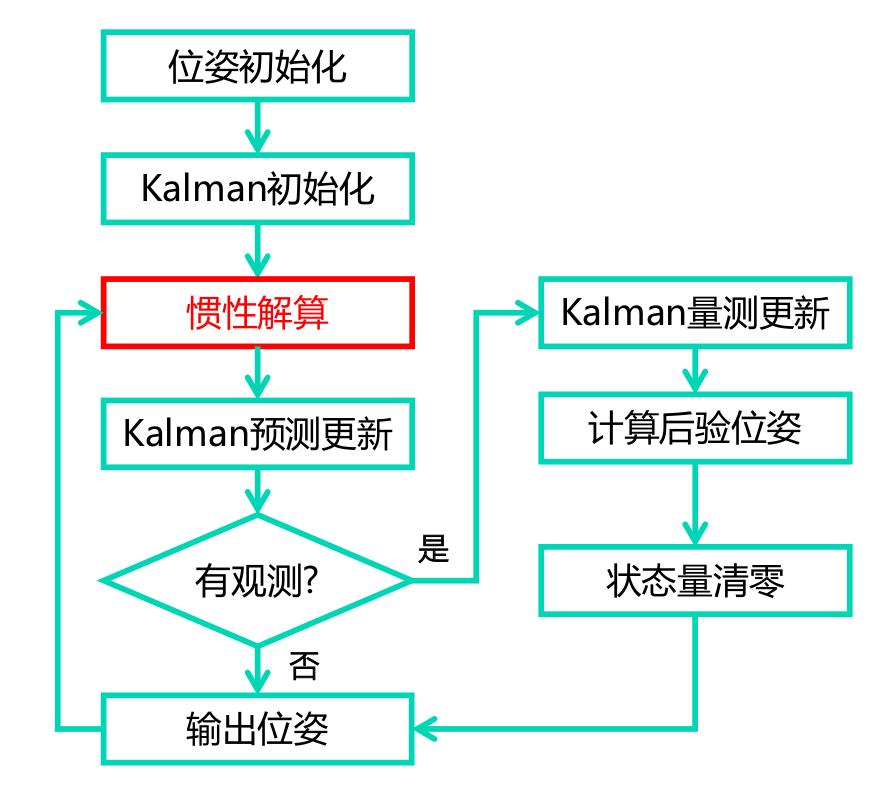 位姿初始化
Kalman初始化
惯性解算
Kalman预测更新
有观测?
是
否
输出位姿
Kalman量测更新
计算后验位姿
状态量清零